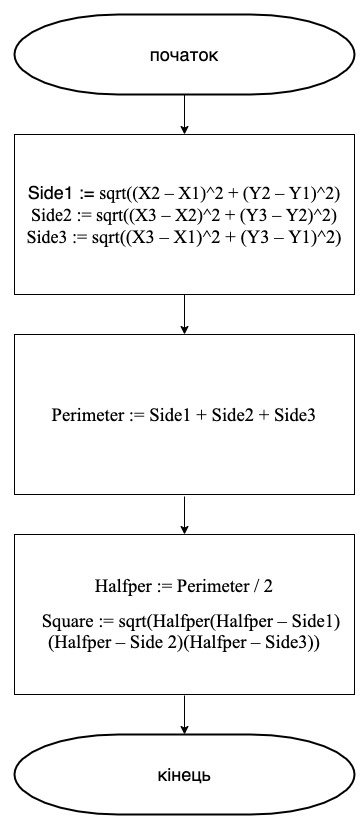 початок
Side1 := sqrt((X2 – X1)^2 + (Y2 – Y1)^2)
Side2 := sqrt((X3 – X2)^2 + (Y3 – Y2)^2)
Side3 := sqrt((X3 – X1)^2 + (Y3 – Y1)^2)
Perimeter := Side1 + Side2 + Side3
Halfper := Perimeter / 2
Square := sqrt(Halfper(Halfper – Side1)
(Halfper – Side 2)(Halfper – Side3))
кінець